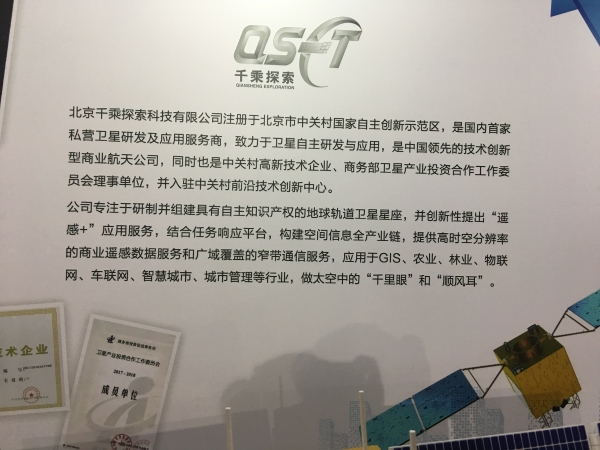 QSET
千乘探索
QIANSHENG EXPLORATION
北京千乘探索科技有限公司注册于北京市中关村国家自主创新示范区，是国内首家
私营卫星研发及应用服务商，致力于卫星自主研发与应用，是中国领先的技术创新
型商业航天公司，同时也是中关村高新技术企业、商务部卫星产业投资合作工作委
员会理事单位，并入驻中关村前沿技术创新中心。
公司专注于研制并组建具有自主知识产权的地球轨道卫星星座，并创新性提出“遥
感+”应用服务，结合任务响应平台，构建空间信息全产业链，提供高时空分辨率
的商业遥感数据服务和广域覆盖的窄带通信服务，应用于GIS、农业、林业、物联
网、车联网、智慧城市、城市管理等行业，做太空中的“千里眼”和“顺风耳”。
术企业
卫星产业投资合作工作委员会
2017-2018
成员单位